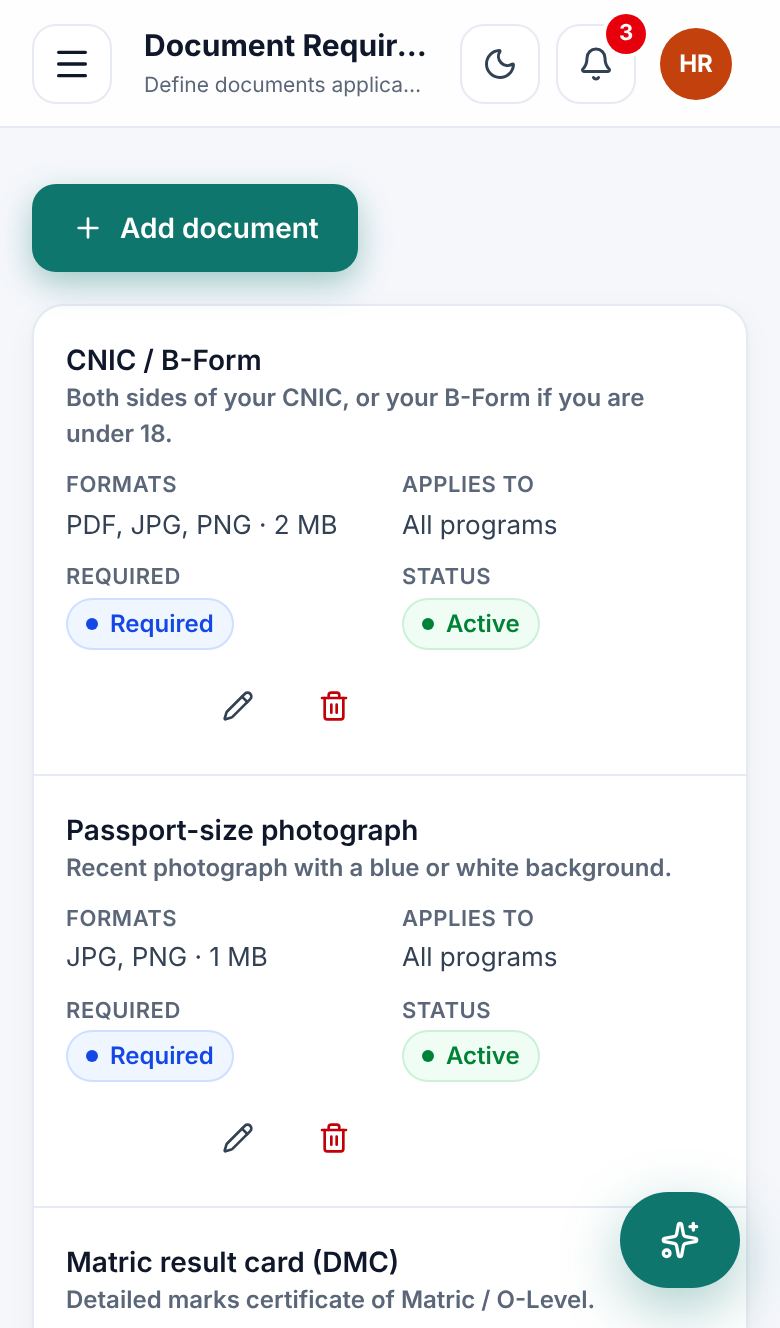 Document Requir...
Define documents applica...
3
HR
Add document
CNIC / B-Form
Both sides of your CNIC, or your B-Form if you are
under 18.
FORMATS
APPLIES TO
PDF, JPG, PNG · 2 MB
All programs
REQUIRED
STATUS
Required
Active
Passport-size photograph
Recent photograph with a blue or white background.
FORMATS
APPLIES TO
JPG, PNG · 1 MB
All programs
REQUIRED
STATUS
Required
Active
Matric result card (DMC)
Detailed marks certificate of Matric / O-Level.